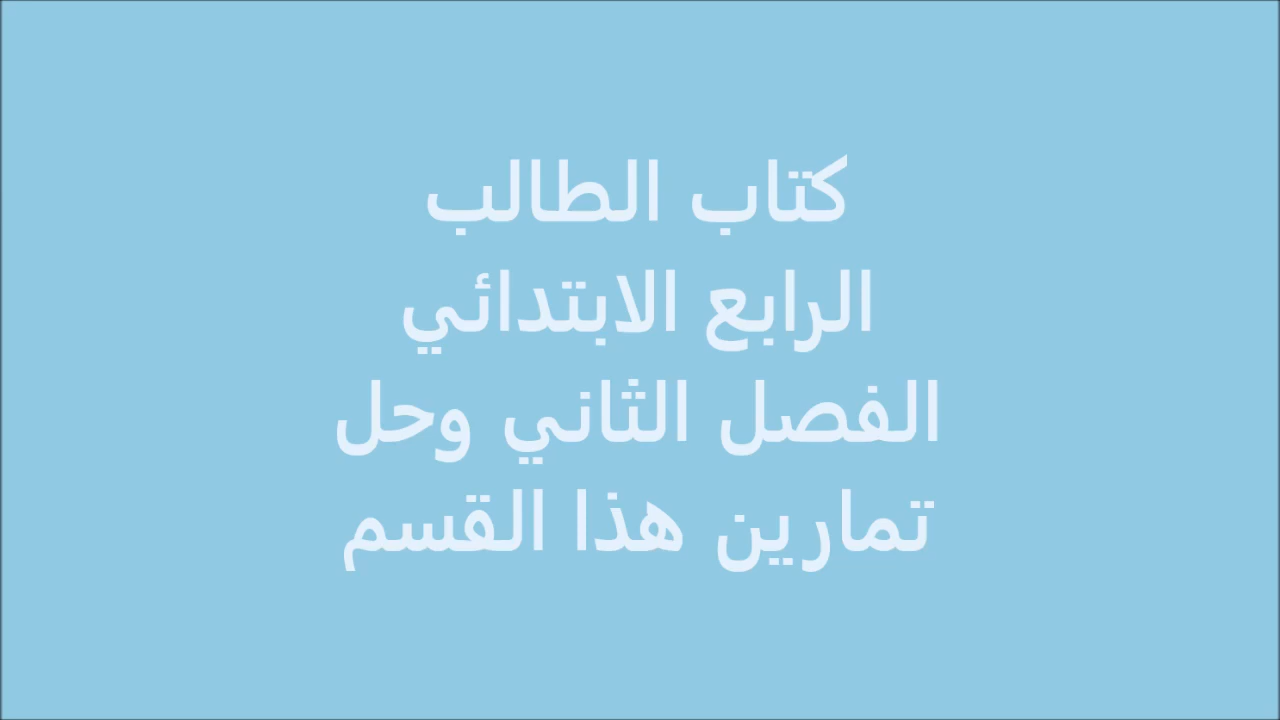 كتاب الطالب
الرابع الابتدائي
الفصل الثاني وحل
تمارين هذا القسم